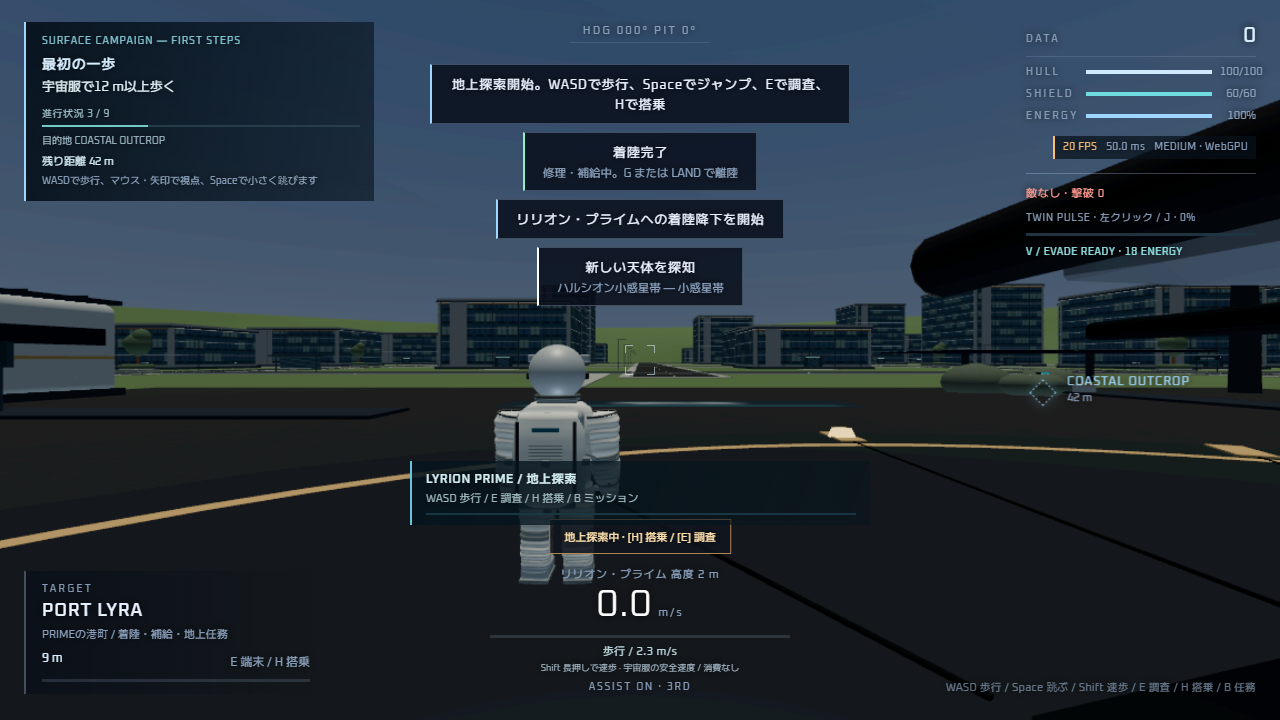 SURFACE CAMPAIGN — FIRST STEPS
最初の一歩
宇宙服で12 m以上歩く
進行状況 3 / 9
目的地 COASTAL OUTCROP
残り距離 42 m
WASDで歩行、マウス・矢印で視点、Spaceで小さく跳びます
HDG 000° PIT 0°
地上探索開始。WASDで歩行、Spaceでジャンプ、Eで調査、
Hで搭乗
着陸完了
修理・補給中。G または LAND で離陸
リリオン・プライムへの着陸降下を開始
新しい天体を探知
ハルシオン小惑星帯 — 小惑星帯
DATA 0
HULL 100/100
SHIELD 60/60
ENERGY 100%
20 FPS 50.0 ms MEDIUM · WebGPU
敵なし · 撃破 0
TWIN PULSE · 左クリック / J · 0%
V / EVADE READY · 18 ENERGY
COASTAL OUTCROP
42 m
LYRION PRIME / 地上探索
WASD 歩行 / E 調査 / H 搭乗 / B ミッション
地上探索中 · [H] 搭乗 / [E] 調査
リリオン・プライム 高度 2 m
0.0 m/s
歩行 / 2.3 m/s
Shift 長押しで速歩 · 宇宙服の安全速度 / 消費なし
ASSIST ON · 3RD
TARGET
PORT LYRA
PRIMEの港町 / 着陸・補給・地上任務
9 m E 端末 / H 搭乗
WASD 歩行 / Space 跳ぶ / Shift 速歩 / E 調査 / H 搭乗 / B 任務